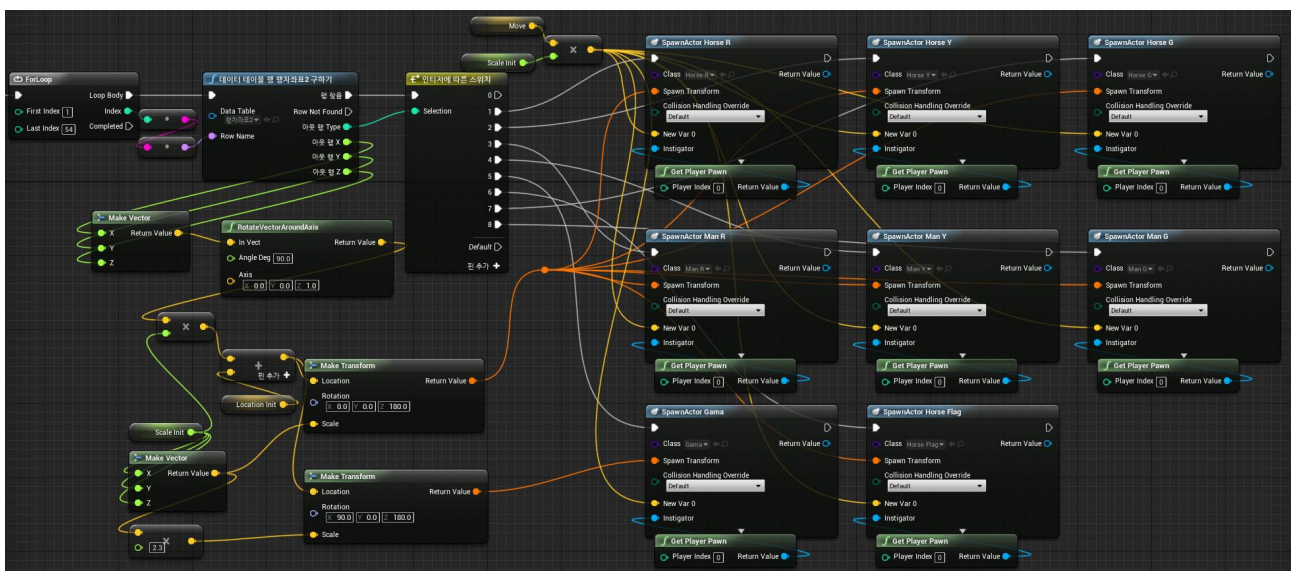 ForLoop
Loop Body
First Index 1
Index
Last Index 54
Completed
데이터 테이블 행 행차좌표2 구하기
행 찾음
Data Table
행차좌표2
Row Not Found
아웃 행 Type
Row Name
아웃 행 X
아웃 행 Y
아웃 행 Z
인티저에 따른 스위치
0
Selection
1
2
3
4
5
6
7
8
Default
핀 추가
Move
Scale Init
Make Vector
X
Return Value
Y
Z
RotateVectorAroundAxis
In Vect
Return Value
Angle Deg 90.0
Axis
X 0.0 Y 0.0 Z 1.0
핀 추가
Location Init
Make Transform
Location
Return Value
Rotation
X 0.0 Y 0.0 Z 180.0
Scale
Scale Init
Make Vector
X
Return Value
Y
Z
2.3
Make Transform
Location
Return Value
Rotation
X 90.0 Y 0.0 Z 180.0
Scale
SpawnActor Horse R
Class Horse R
Return Value
Spawn Transform
Collision Handling Override
Default
New Var 0
Instigator
Get Player Pawn
Player Index 0
Return Value
SpawnActor Horse Y
Class Horse Y
Return Value
Spawn Transform
Collision Handling Override
Default
New Var 0
Instigator
Get Player Pawn
Player Index 0
Return Value
SpawnActor Horse G
Class Horse G
Return Value
Spawn Transform
Collision Handling Override
Default
New Var 0
Instigator
Get Player Pawn
Player Index 0
Return Value
SpawnActor Man R
Class Man R
Return Value
Spawn Transform
Collision Handling Override
Default
New Var 0
Instigator
Get Player Pawn
Player Index 0
Return Value
SpawnActor Man Y
Class Man Y
Return Value
Spawn Transform
Collision Handling Override
Default
New Var 0
Instigator
Get Player Pawn
Player Index 0
Return Value
SpawnActor Man G
Class Man G
Return Value
Spawn Transform
Collision Handling Override
Default
New Var 0
Instigator
Get Player Pawn
Player Index 0
Return Value
SpawnActor Gama
Class Gama
Return Value
Spawn Transform
Collision Handling Override
Default
New Var 0
Instigator
Get Player Pawn
Player Index 0
Return Value
SpawnActor Horse Flag
Class Horse Flag
Return Value
Spawn Transform
Collision Handling Override
Default
New Var 0
Instigator
Get Player Pawn
Player Index 0
Return Value